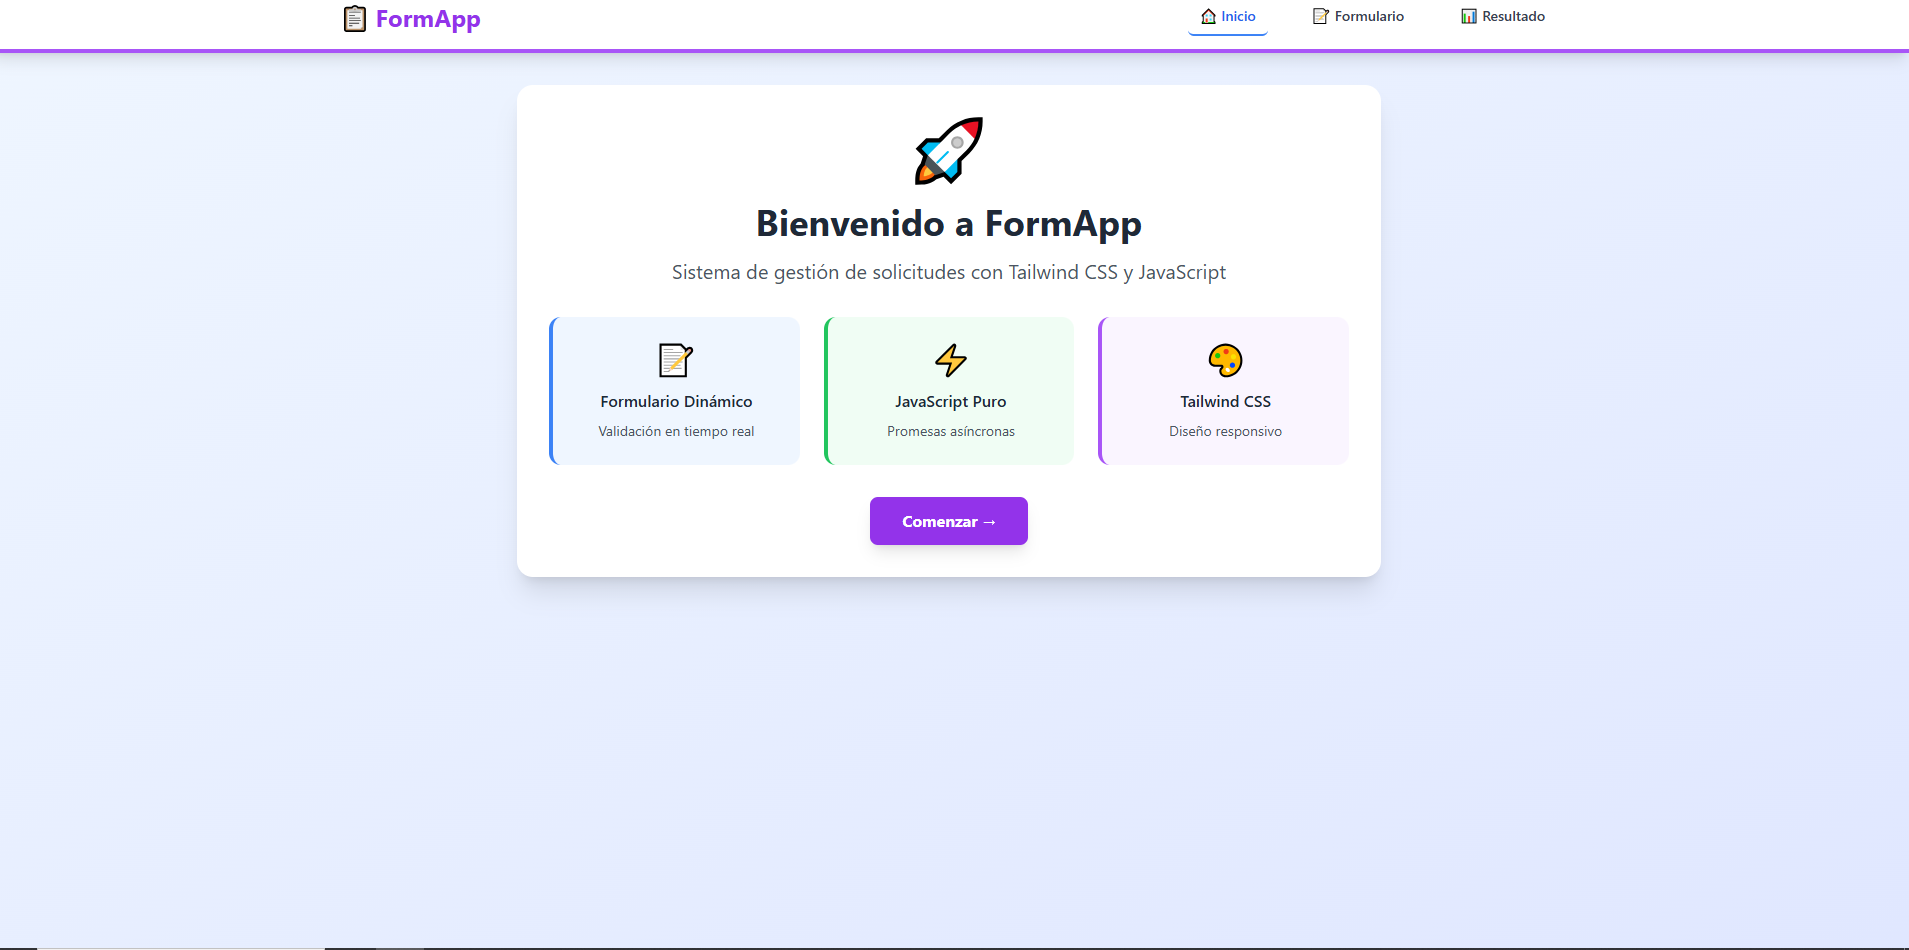 FormApp
Inicio
Formulario
Resultado
Bienvenido a FormApp
Sistema de gestión de solicitudes con Tailwind CSS y JavaScript
Formulario Dinámico
Validación en tiempo real
JavaScript Puro
Promesas asíncronas
Tailwind CSS
Diseño responsivo
Comenzar →